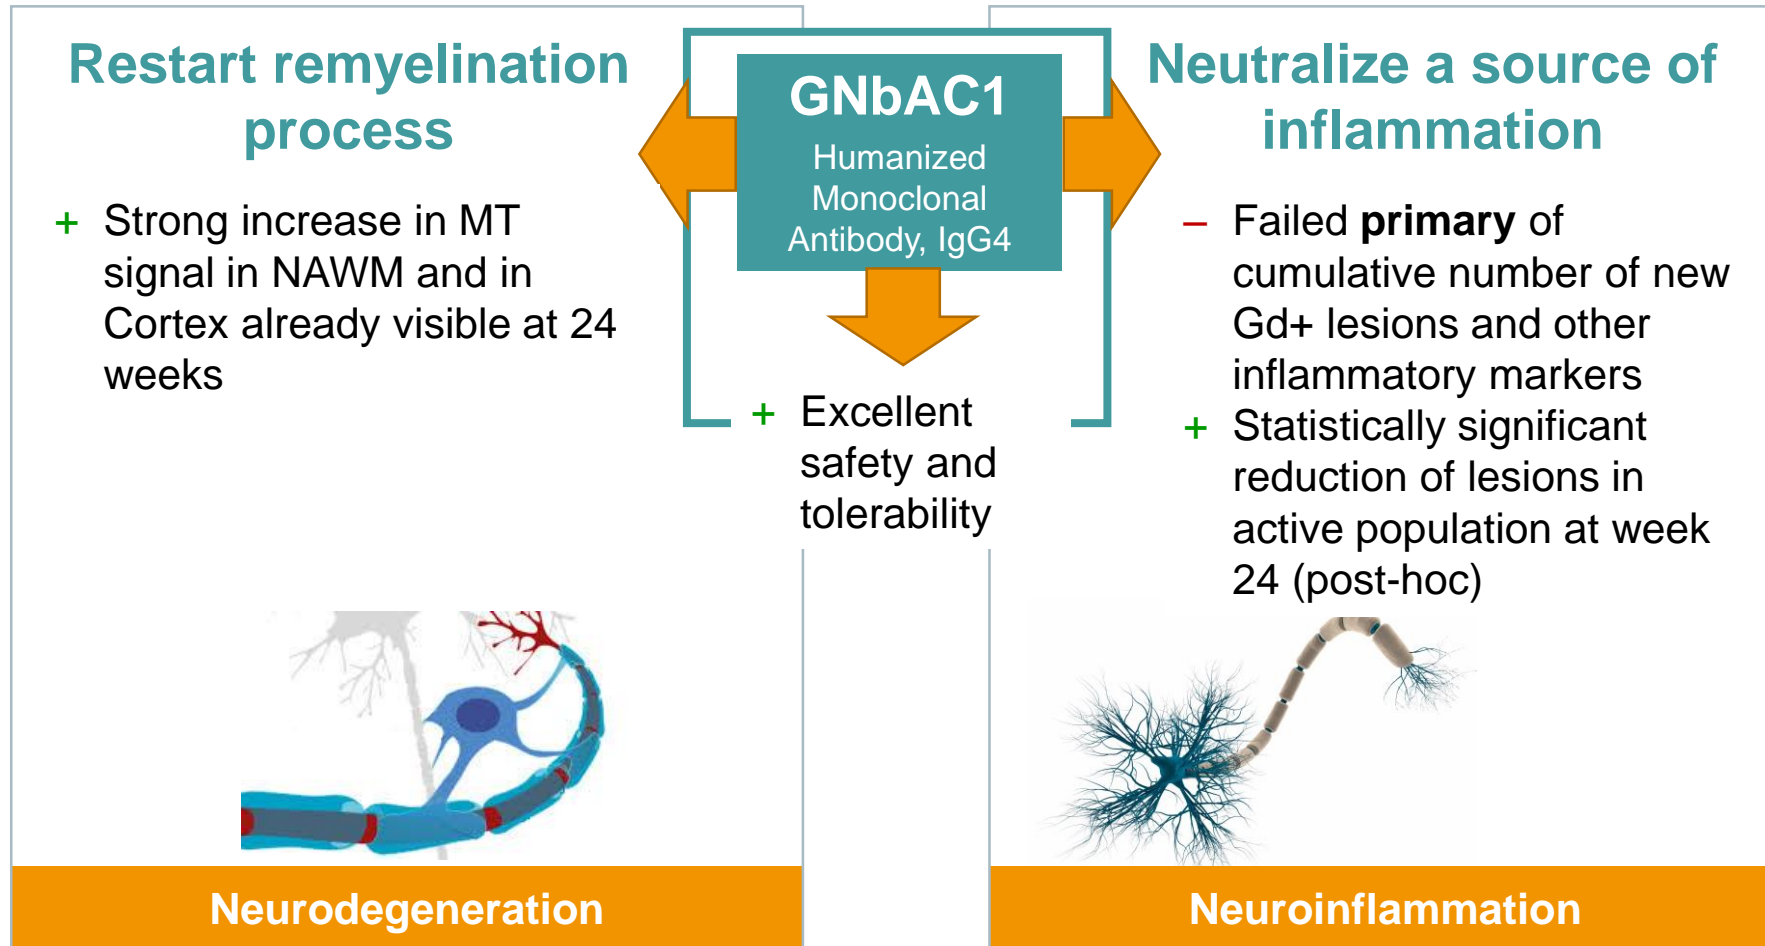 Restart remyelination
process
+ Strong increase in MT
signal in NAWM and in
Cortex already visible at 24
weeks
GNbAC1
Humanized
Monoclonal
Antibody, IgG4
+ Excellent
safety and
tolerability
Neutralize a source of
inflammation
– Failed primary of
cumulative number of new
Gd+ lesions and other
inflammatory markers
+ Statistically significant
reduction of lesions in
active population at week
24 (post-hoc)
Neurodegeneration
Neuroinflammation